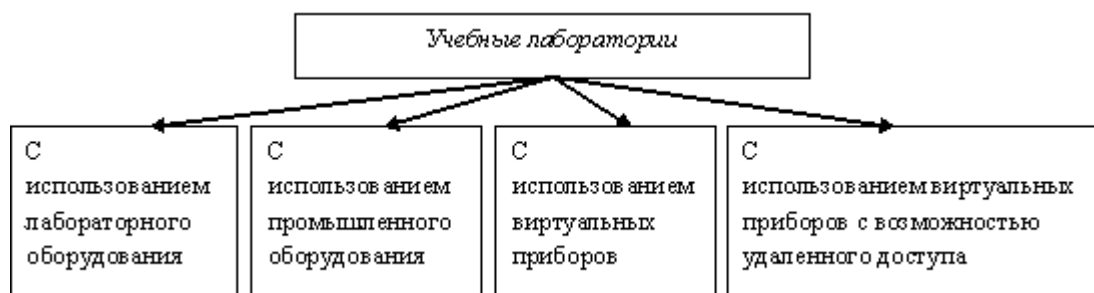 Учебные лаборатории
С
использованием
лабораторного
оборудования
С
использованием
промышленного
оборудования
С
использованием
виртуальных
приборов
С
использованием виртуальных
приборов с возможностью
удаленного доступа